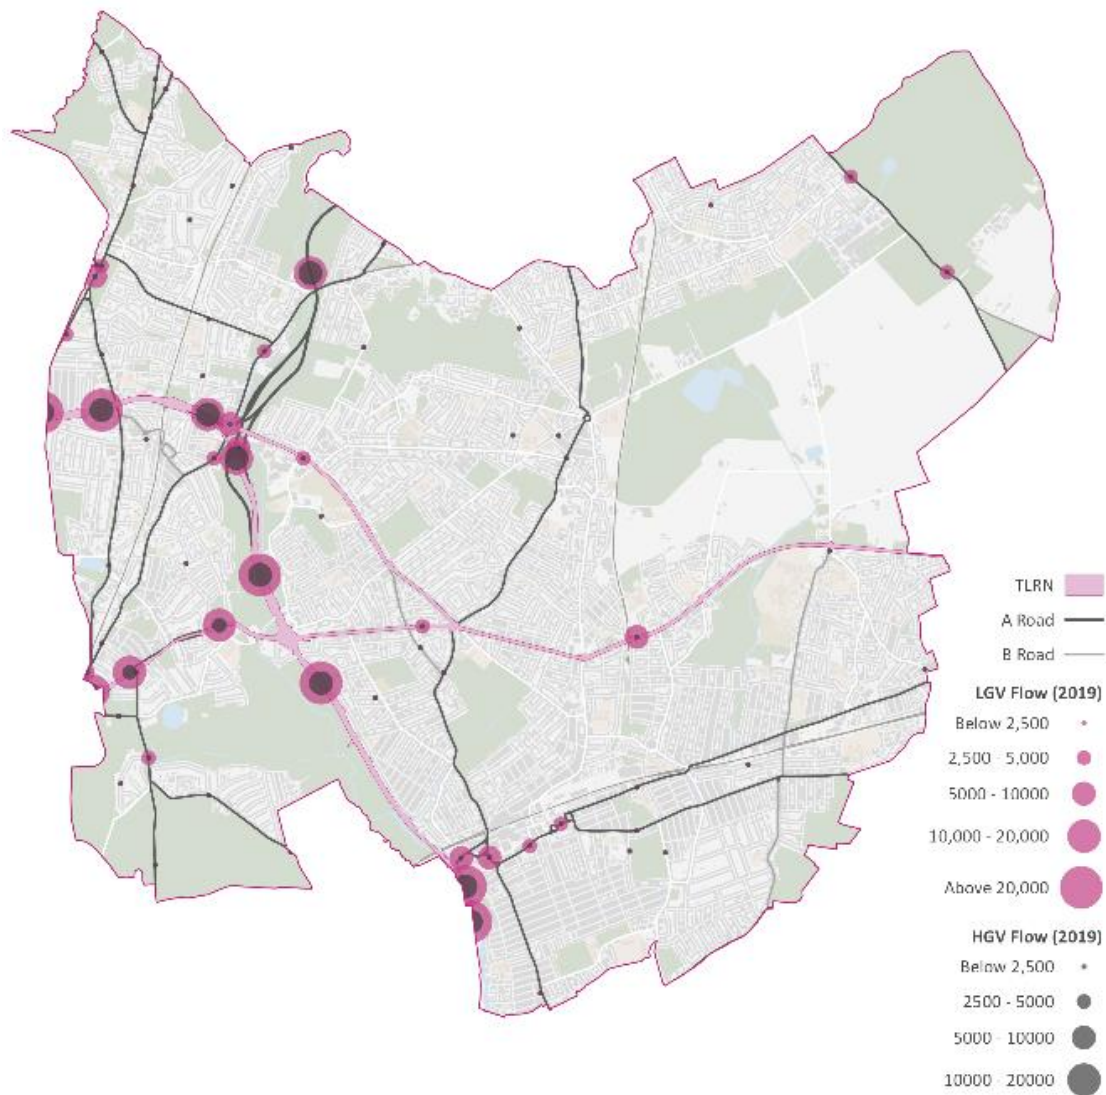 TLRN
A Road
B Road
LGV Flow (2019)
Below 2,500
2,500 - 5,000
5000 - 10000
10,000 - 20,000
Above 20,000
HGV Flow (2019)
Below 2,500
2500 - 5000
5000 - 10000
10000 - 20000